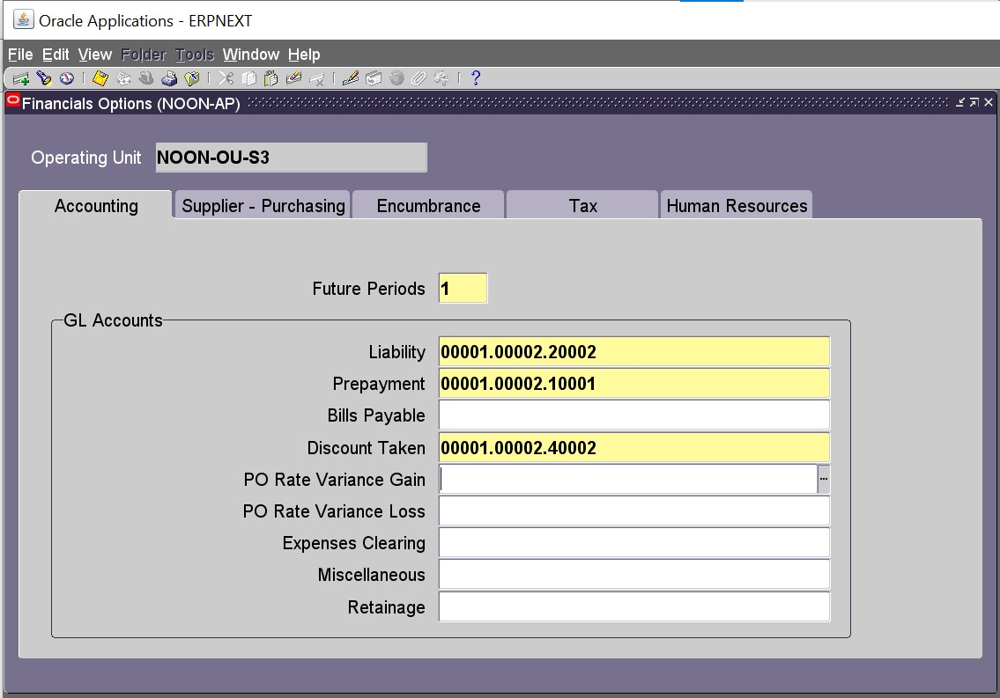 Oracle Applications - ERPNEXT
File Edit View Folder Tools Window Help
Financials Options (NOON-AP)
Operating Unit NOON-OU-S3
Accounting Supplier - Purchasing Encumbrance Tax Human Resources
Future Periods 1
GL Accounts
Liability 00001.00002.20002
Prepayment 00001.00002.10001
Bills Payable
Discount Taken 00001.00002.40002
PO Rate Variance Gain ...
PO Rate Variance Loss
Expenses Clearing
Miscellaneous
Retainage